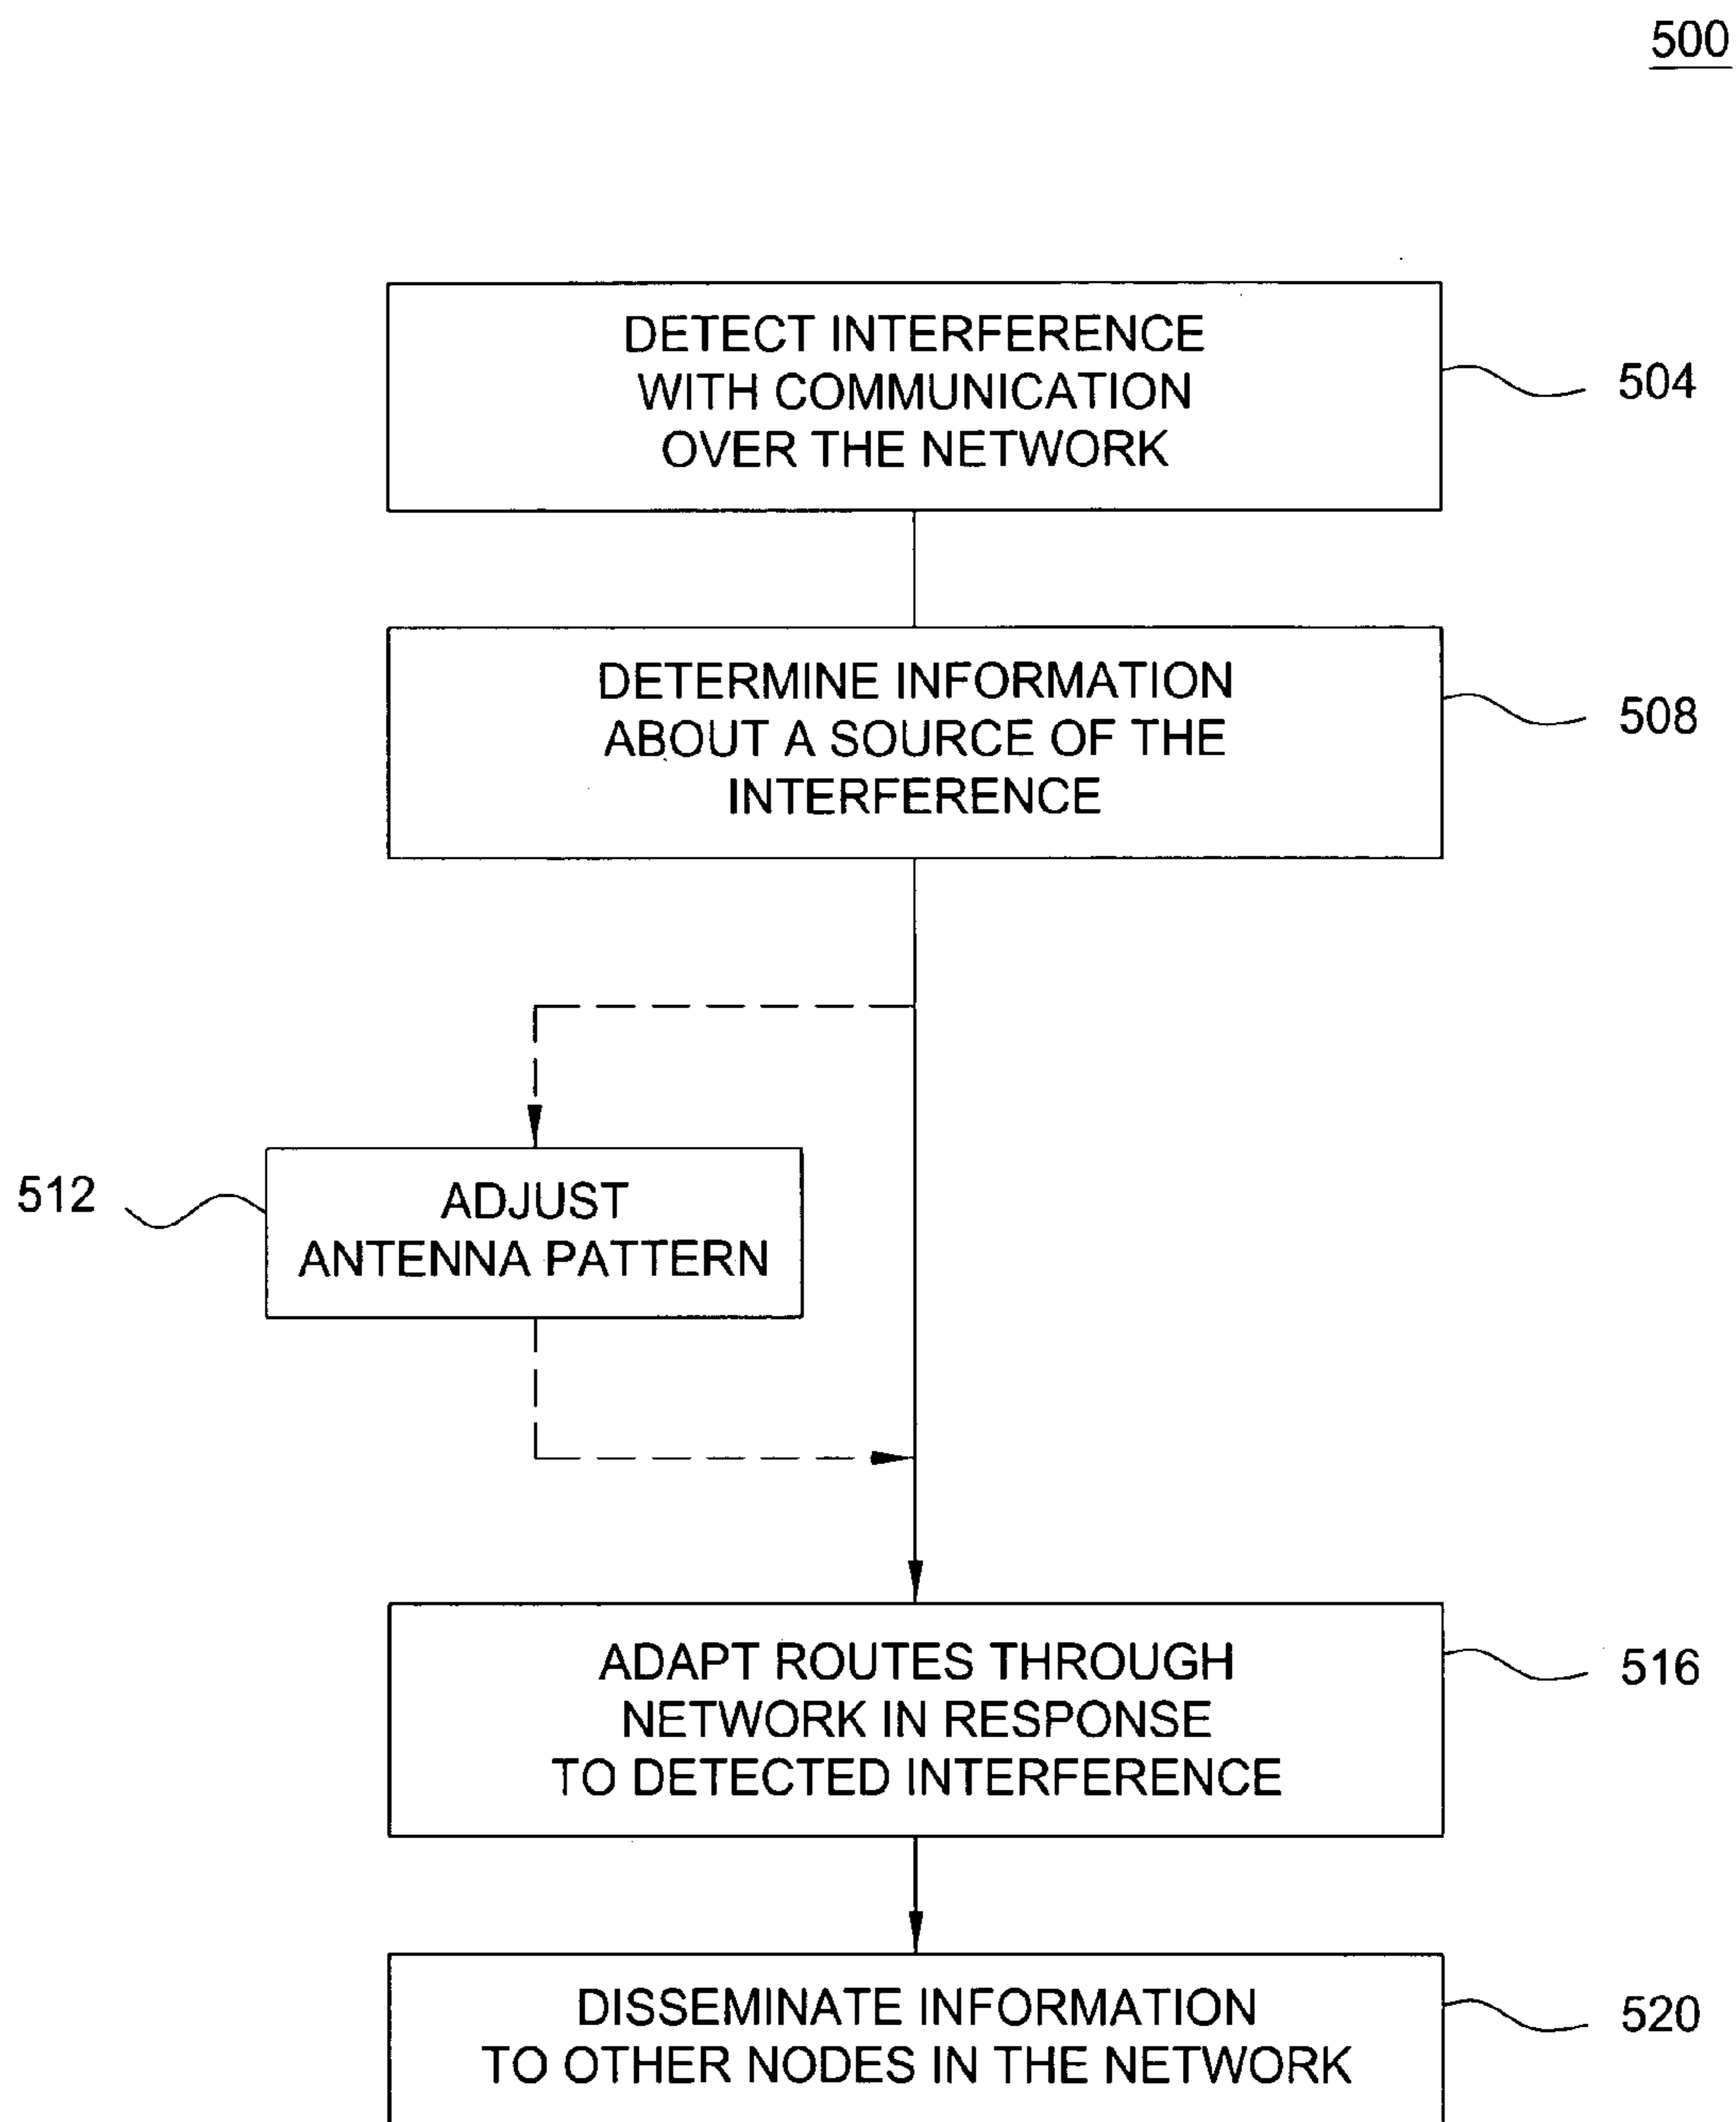 500
DETECT INTERFERENCE
WITH COMMUNICATION
OVER THE NETWORK
504
DETERMINE INFORMATION
ABOUT A SOURCE OF THE
INTERFERENCE
508
512
ADJUST
ANTENNA PATTERN
ADAPT ROUTES THROUGH
NETWORK IN RESPONSE
TO DETECTED INTERFERENCE
516
DISSEMINATE INFORMATION
TO OTHER NODES IN THE NETWORK
520